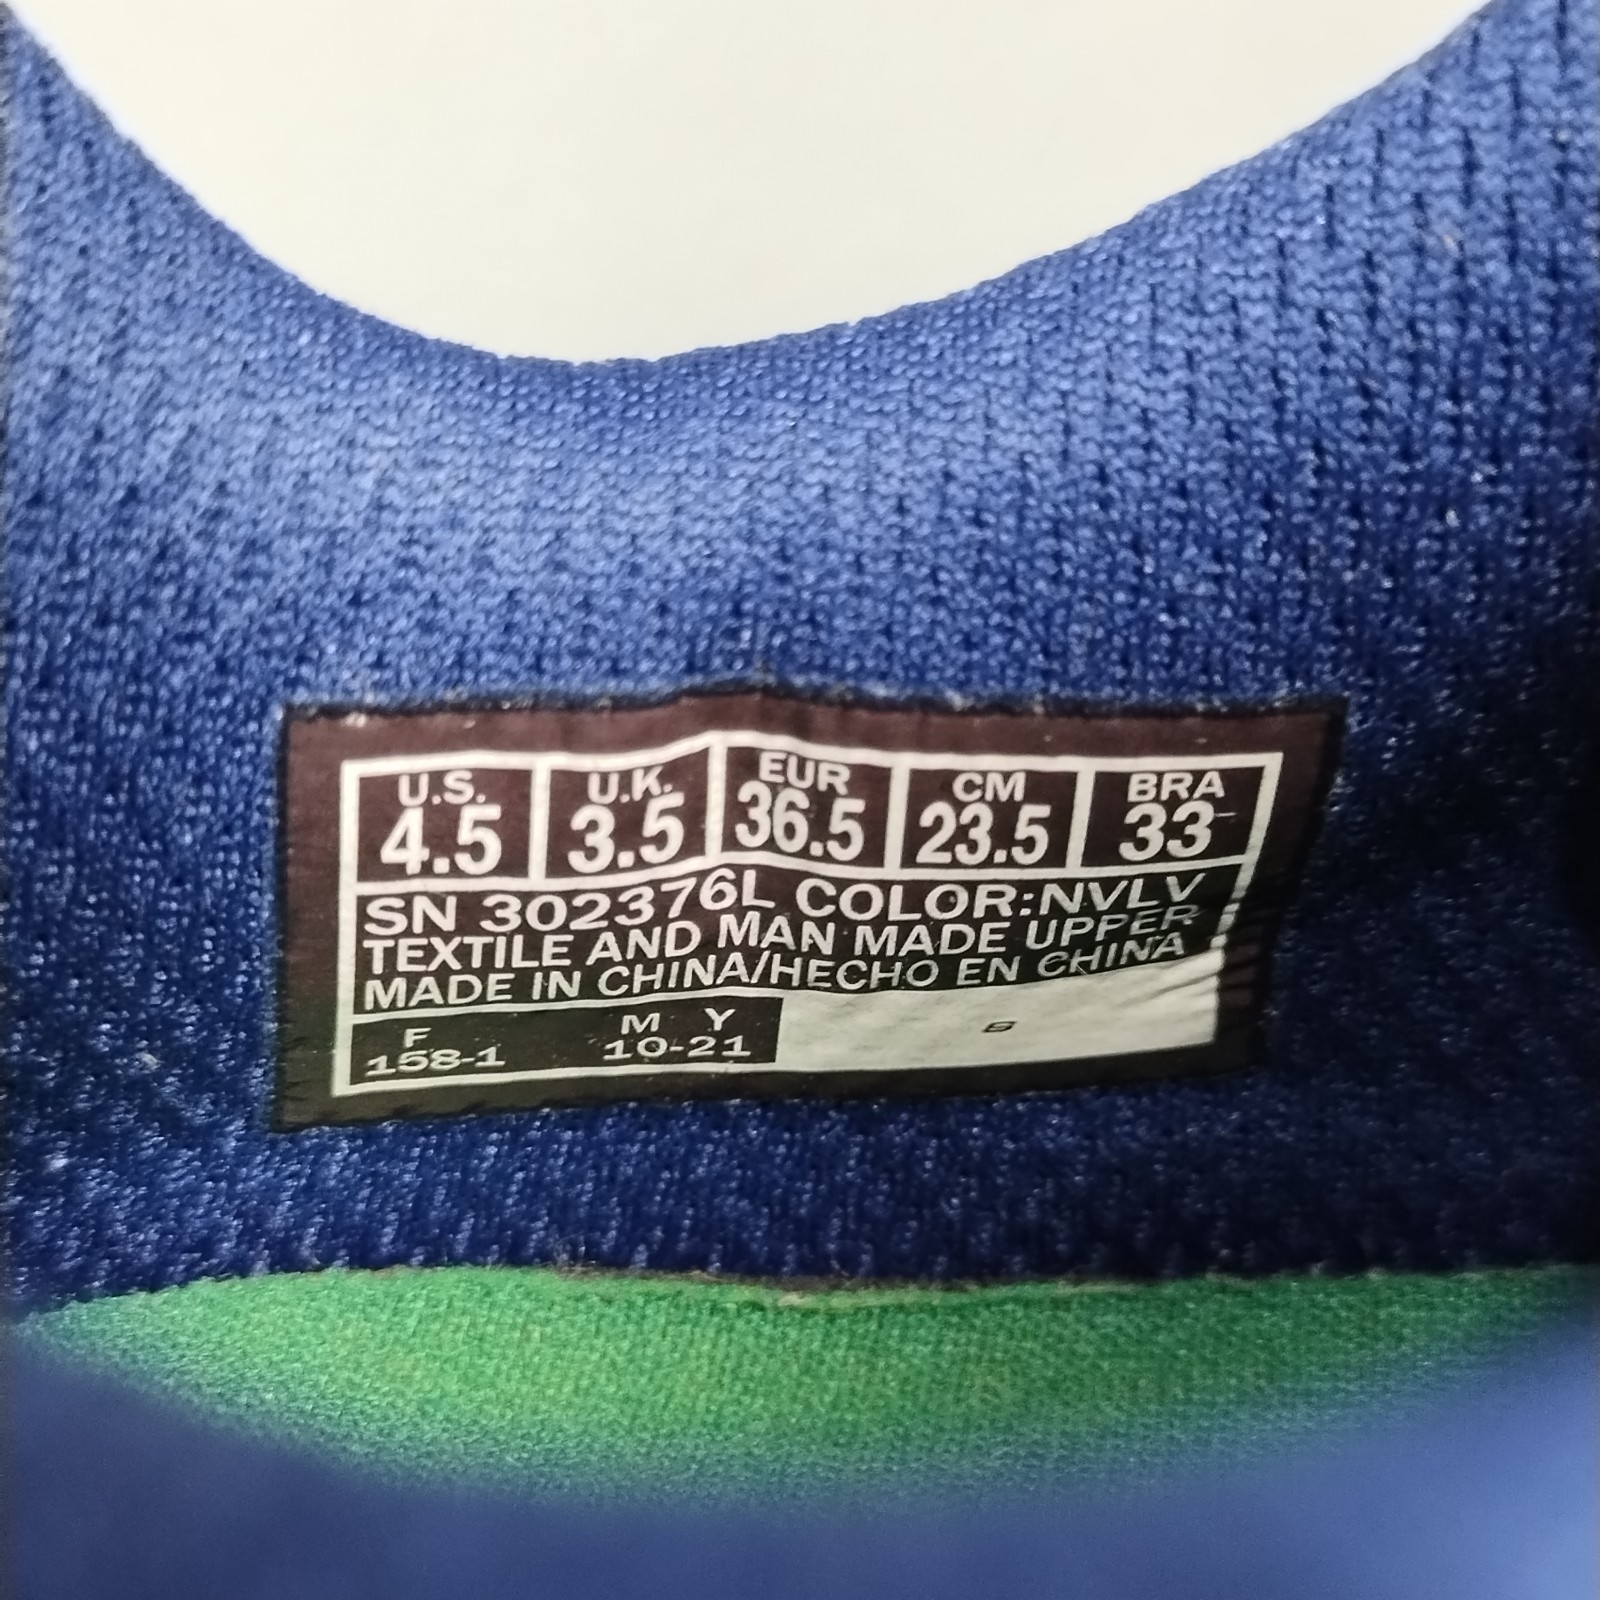 U.S. U.K. EUR CM BRA
4.5 3.5 36.5 23.5 33
SN 302376L COLOR:NVLV
TEXTILE AND MAN MADE UPPER
MADE IN CHINA/HECHO EN CHINA
F M Y
158-1 10-21